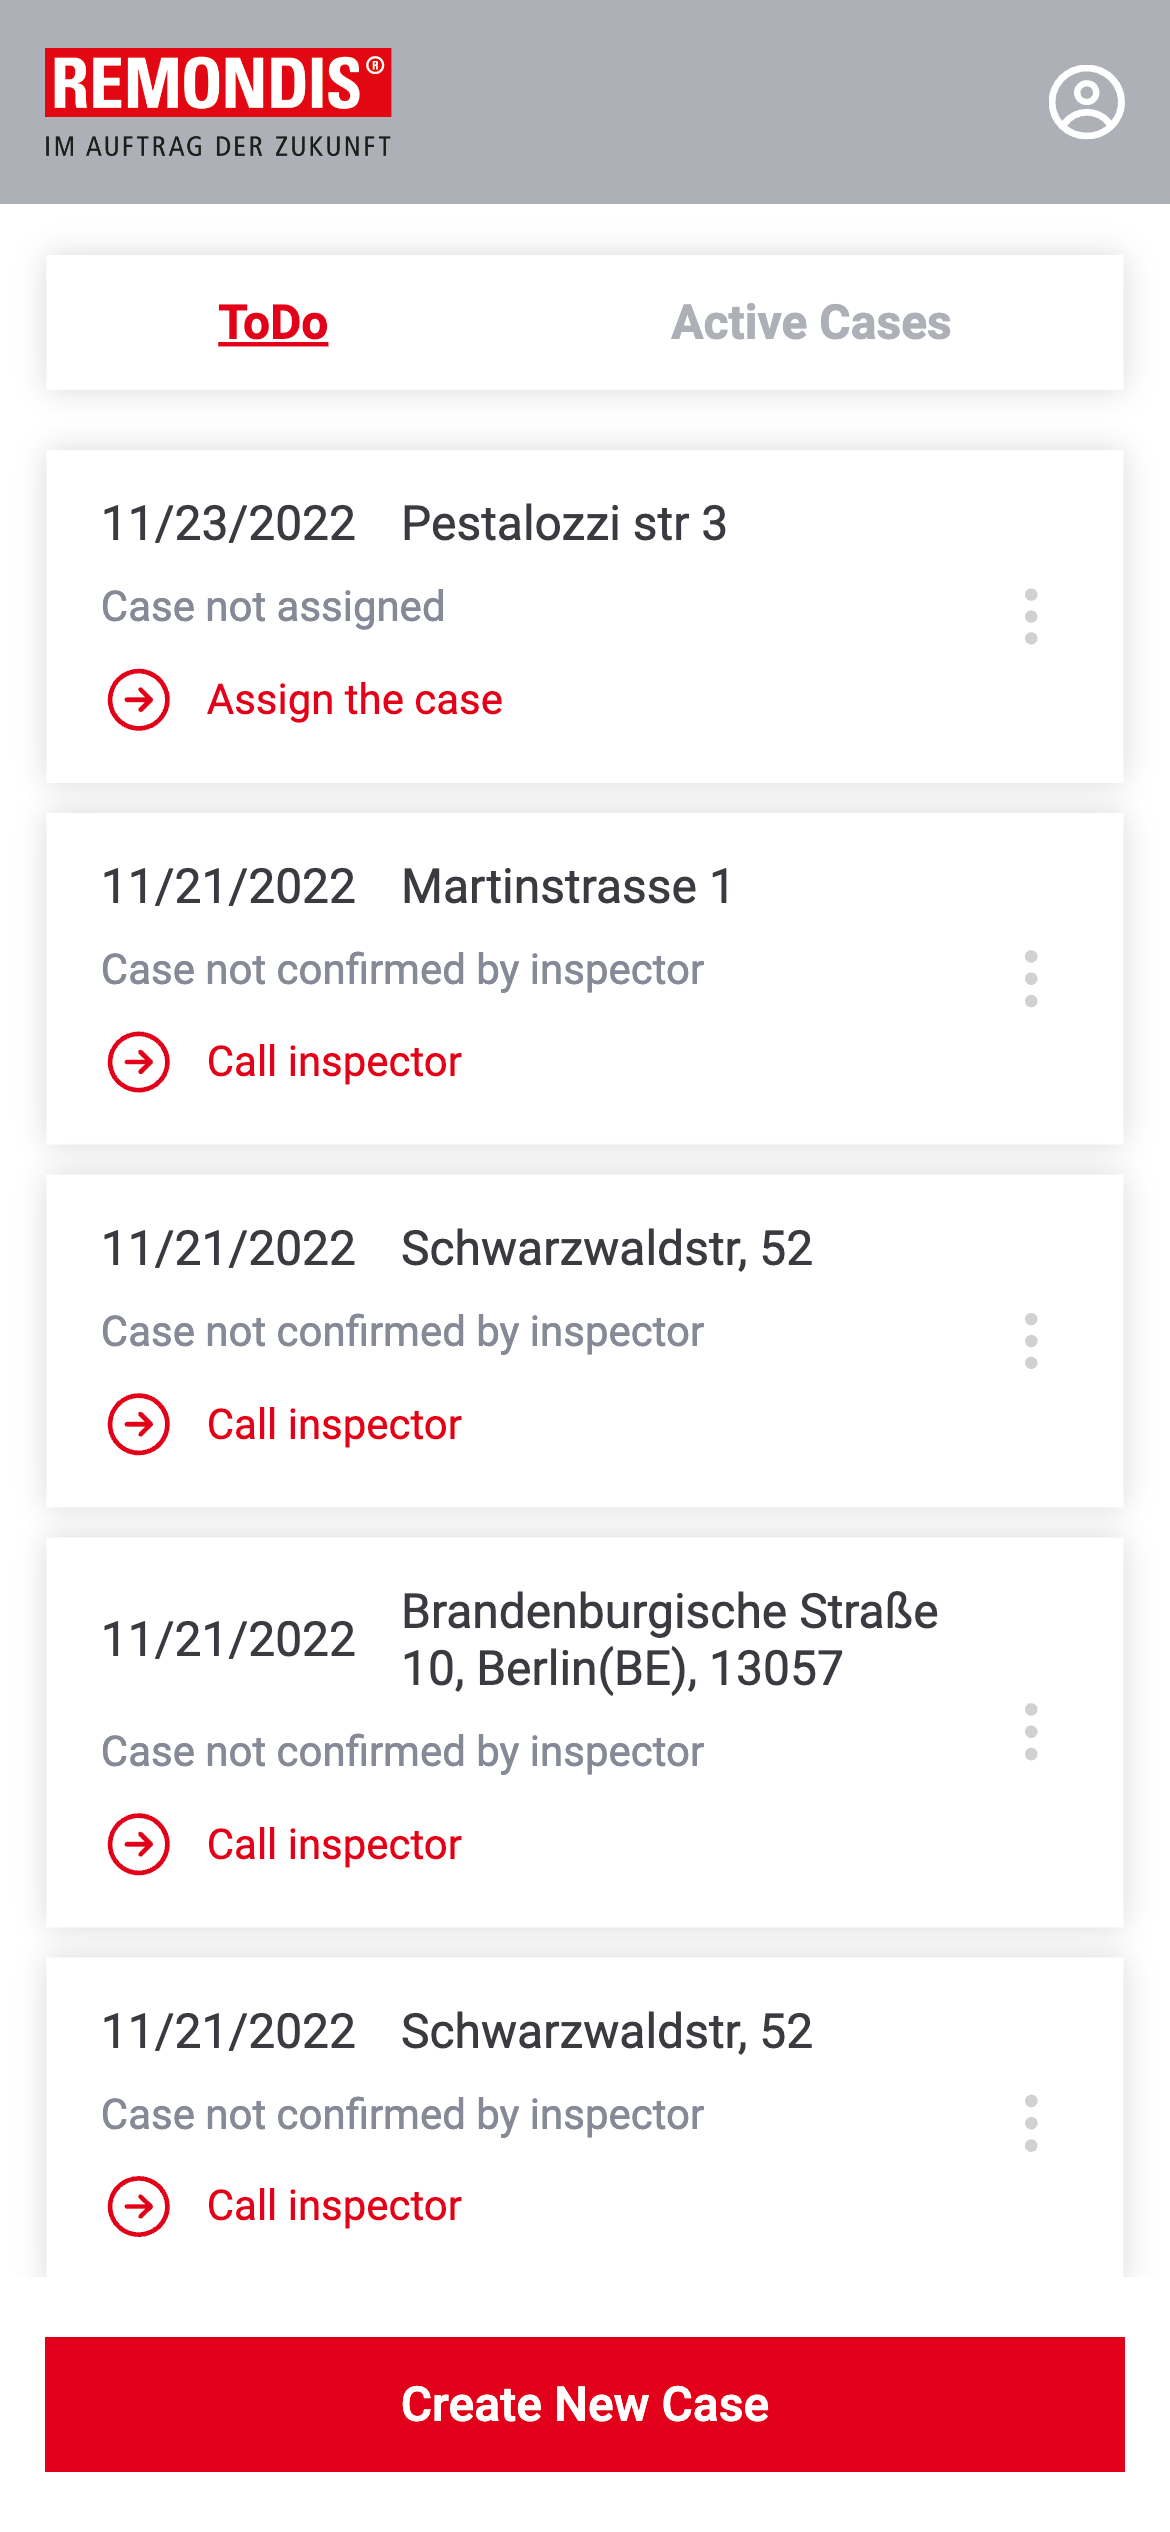 REMONDIS®
IM AUFTRAG DER ZUKUNFT
ToDo Active Cases
11/23/2022 Pestalozzi str 3
Case not assigned
Assign the case
11/21/2022 Martinstrasse 1
Case not confirmed by inspector
Call inspector
11/21/2022 Schwarzwaldstr, 52
Case not confirmed by inspector
Call inspector
11/21/2022 Brandenburgische Straße
10, Berlin(BE), 13057
Case not confirmed by inspector
Call inspector
11/21/2022 Schwarzwaldstr, 52
Case not confirmed by inspector
Call inspector
Create New Case